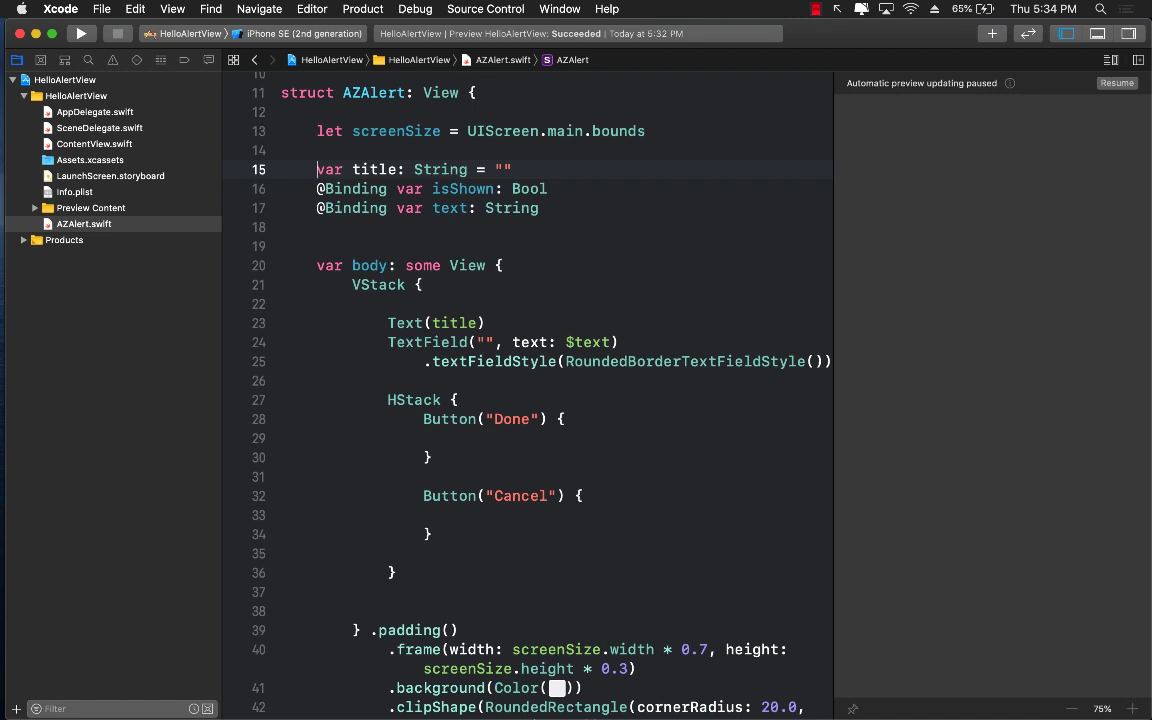 Xcode File Edit View Find Navigate Editor Product Debug Source Control Window Help 65% Thu 5:34 PM
HelloAlertView iPhone SE (2nd generation) HelloAlertView | Preview HelloAlertView: Succeeded | Today at 5:32 PM
HelloAlertView HelloAlertView AZAlert.swift S AZAlert
HelloAlertView
HelloAlertView
AppDelegate.swift
SceneDelegate.swift
ContentView.swift
Assets.xcassets
LaunchScreen.storyboard
Info.plist
Preview Content
AZAlert.swift
Products
Filter
10
11 struct AZAlert: View {
12
13 let screenSize = UIScreen.main.bounds
14
15 var title: String = ""
16 @Binding var isShown: Bool
17 @Binding var text: String
18
19
20 var body: some View {
21 VStack {
22
23 Text(title)
24 TextField("", text: $text)
25 .textFieldStyle(RoundedBorderTextFieldStyle())
26
27 HStack {
28 Button("Done") {
29
30 }
31
32 Button("Cancel") {
33
34 }
35
36 }
37
38
39 } .padding()
40 .frame(width: screenSize.width * 0.7, height:
screenSize.height * 0.3)
41 .background(Color( ))
42 .clipShape(RoundedRectangle(cornerRadius: 20.0,
Automatic preview updating paused Resume
75%